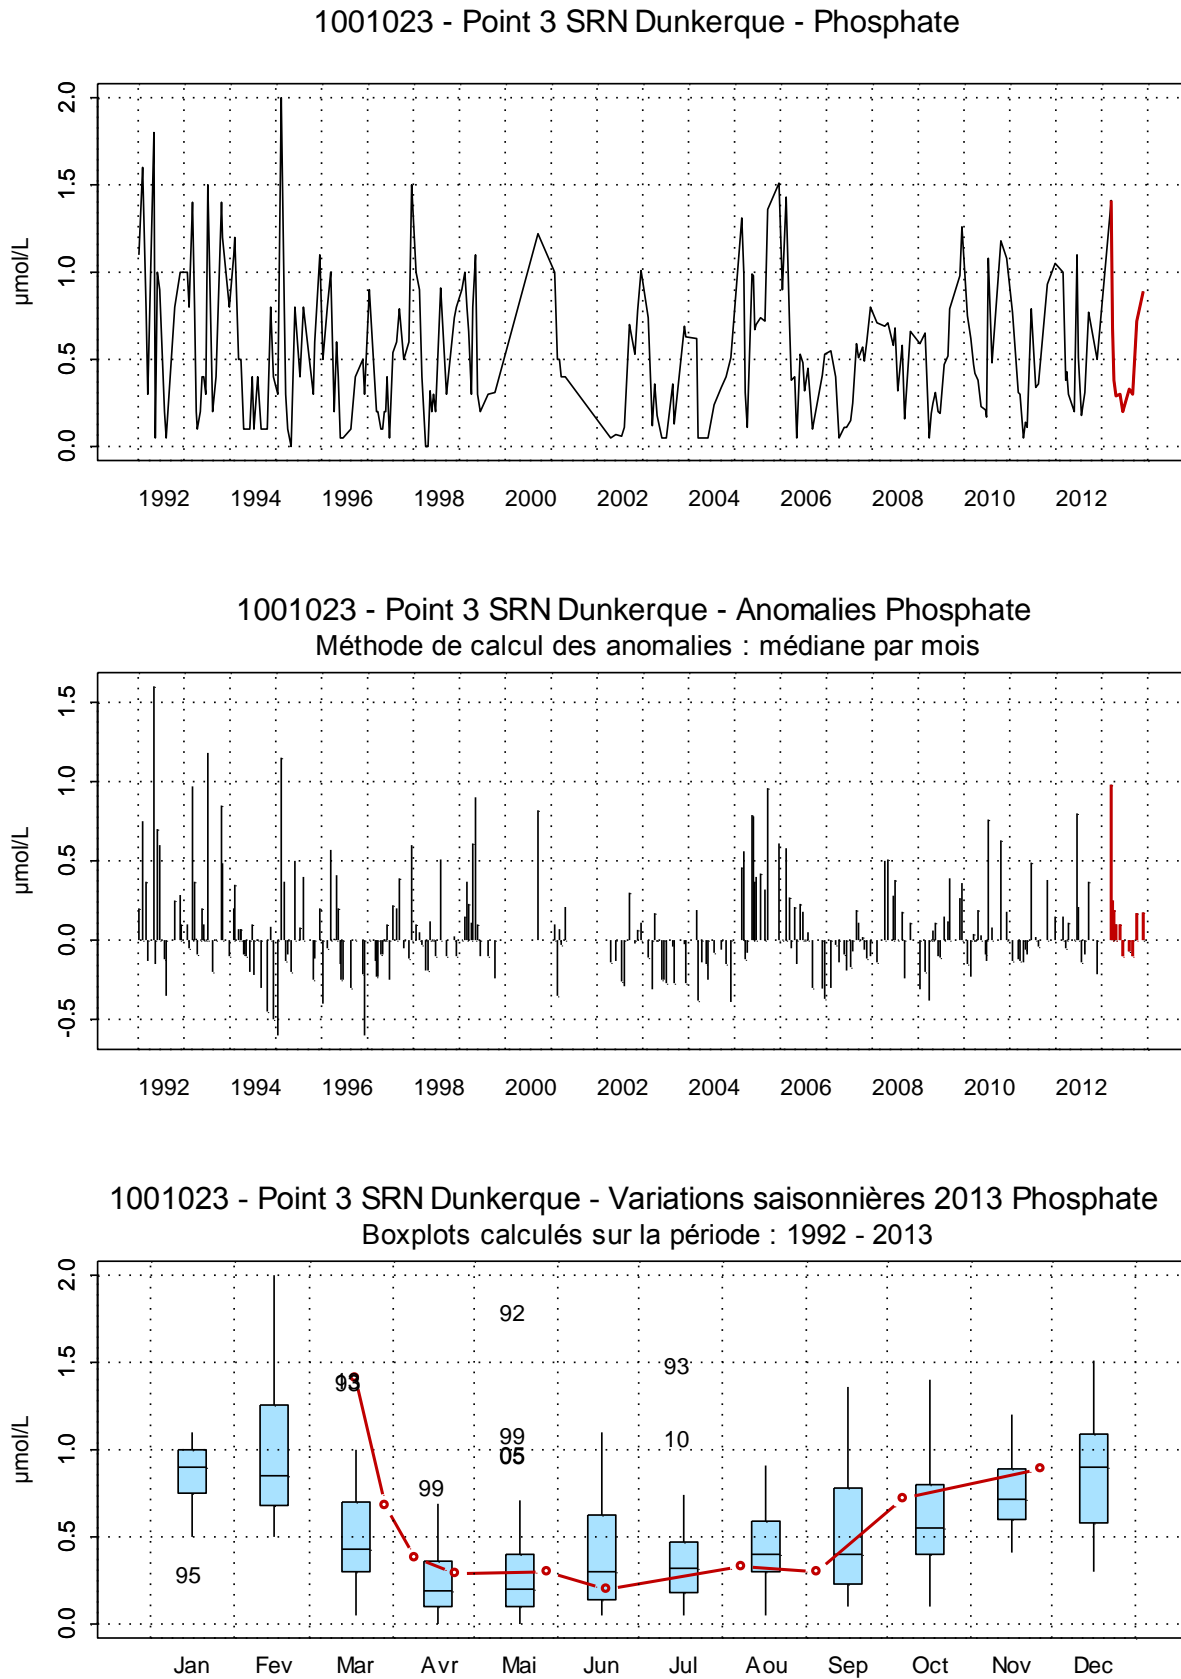 1001023 - Point 3 SRN Dunkerque - Phosphate
2.0
1.5
1.0
0.5
0.0
µmol/L
1992 1994 1996 1998 2000 2002 2004 2006 2008 2010 2012
1001023 - Point 3 SRN Dunkerque - Anomalies Phosphate
Méthode de calcul des anomalies : médiane par mois
1.5
1.0
0.5
0.0
-0.5
µmol/L
1992 1994 1996 1998 2000 2002 2004 2006 2008 2010 2012
1001023 - Point 3 SRN Dunkerque - Variations saisonnières 2013 Phosphate
Boxplots calculés sur la période : 1992 - 2013
2.0
1.5
1.0
0.5
0.0
µmol/L
92
93
13
93
99
10
05
99
95
Jan Fev Mar Avr Mai Jun Jul Aou Sep Oct Nov Dec